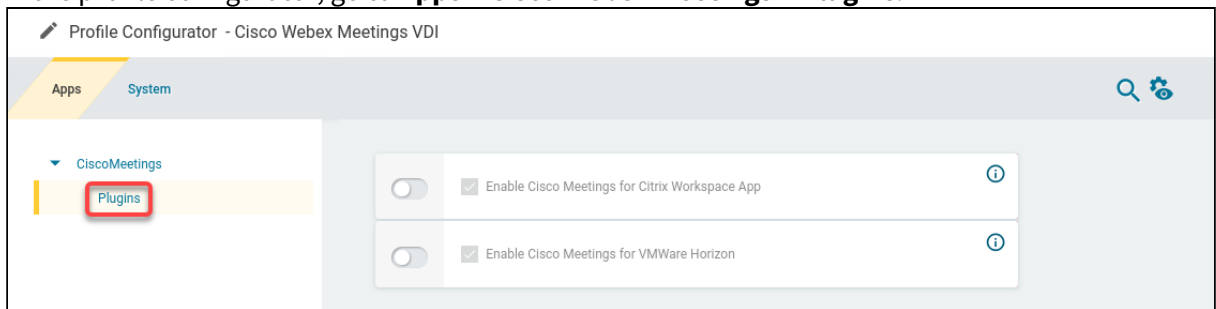 Profile Configurator - Cisco Webex Meetings VDI
Apps System
CiscoMeetings
Plugins
Enable Cisco Meetings for Citrix Workspace App
Enable Cisco Meetings for VMWare Horizon